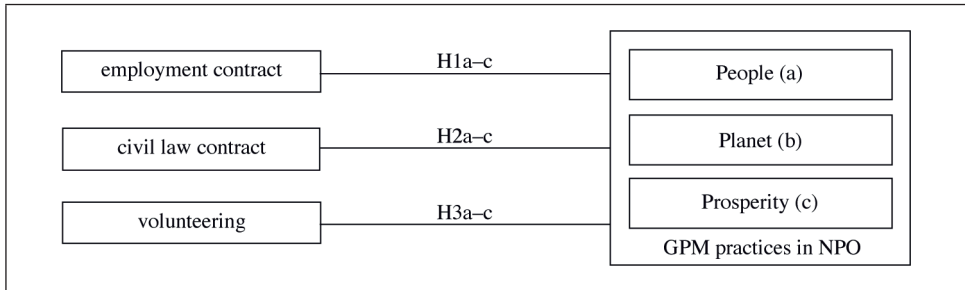 employment contract
H1a–c
People (a)
civil law contract
H2a–c
Planet (b)
volunteering
H3a–c
Prosperity (c)
GPM practices in NPO